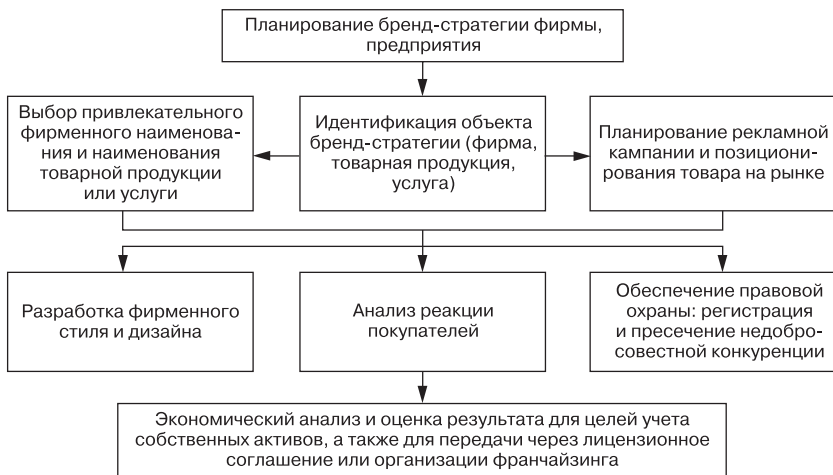 Планирование бренд-стратегии фирмы,
предприятия
Выбор привлекательного
фирменного наименова-
ния и наименования
товарной продукции
или услуги
Идентификация объекта
бренд-стратегии (фирма,
товарная продукция,
услуга)
Планирование рекламной
кампании и позициони-
рования товара на рынке
Разработка фирменного
стиля и дизайна
Анализ реакции
покупателей
Обеспечение правовой
охраны: регистрация
и пресечение недобро-
совестной конкуренции
Экономический анализ и оценка результата для целей учета
собственных активов, а также для передачи через лицензионное
соглашение или организации франчайзинга